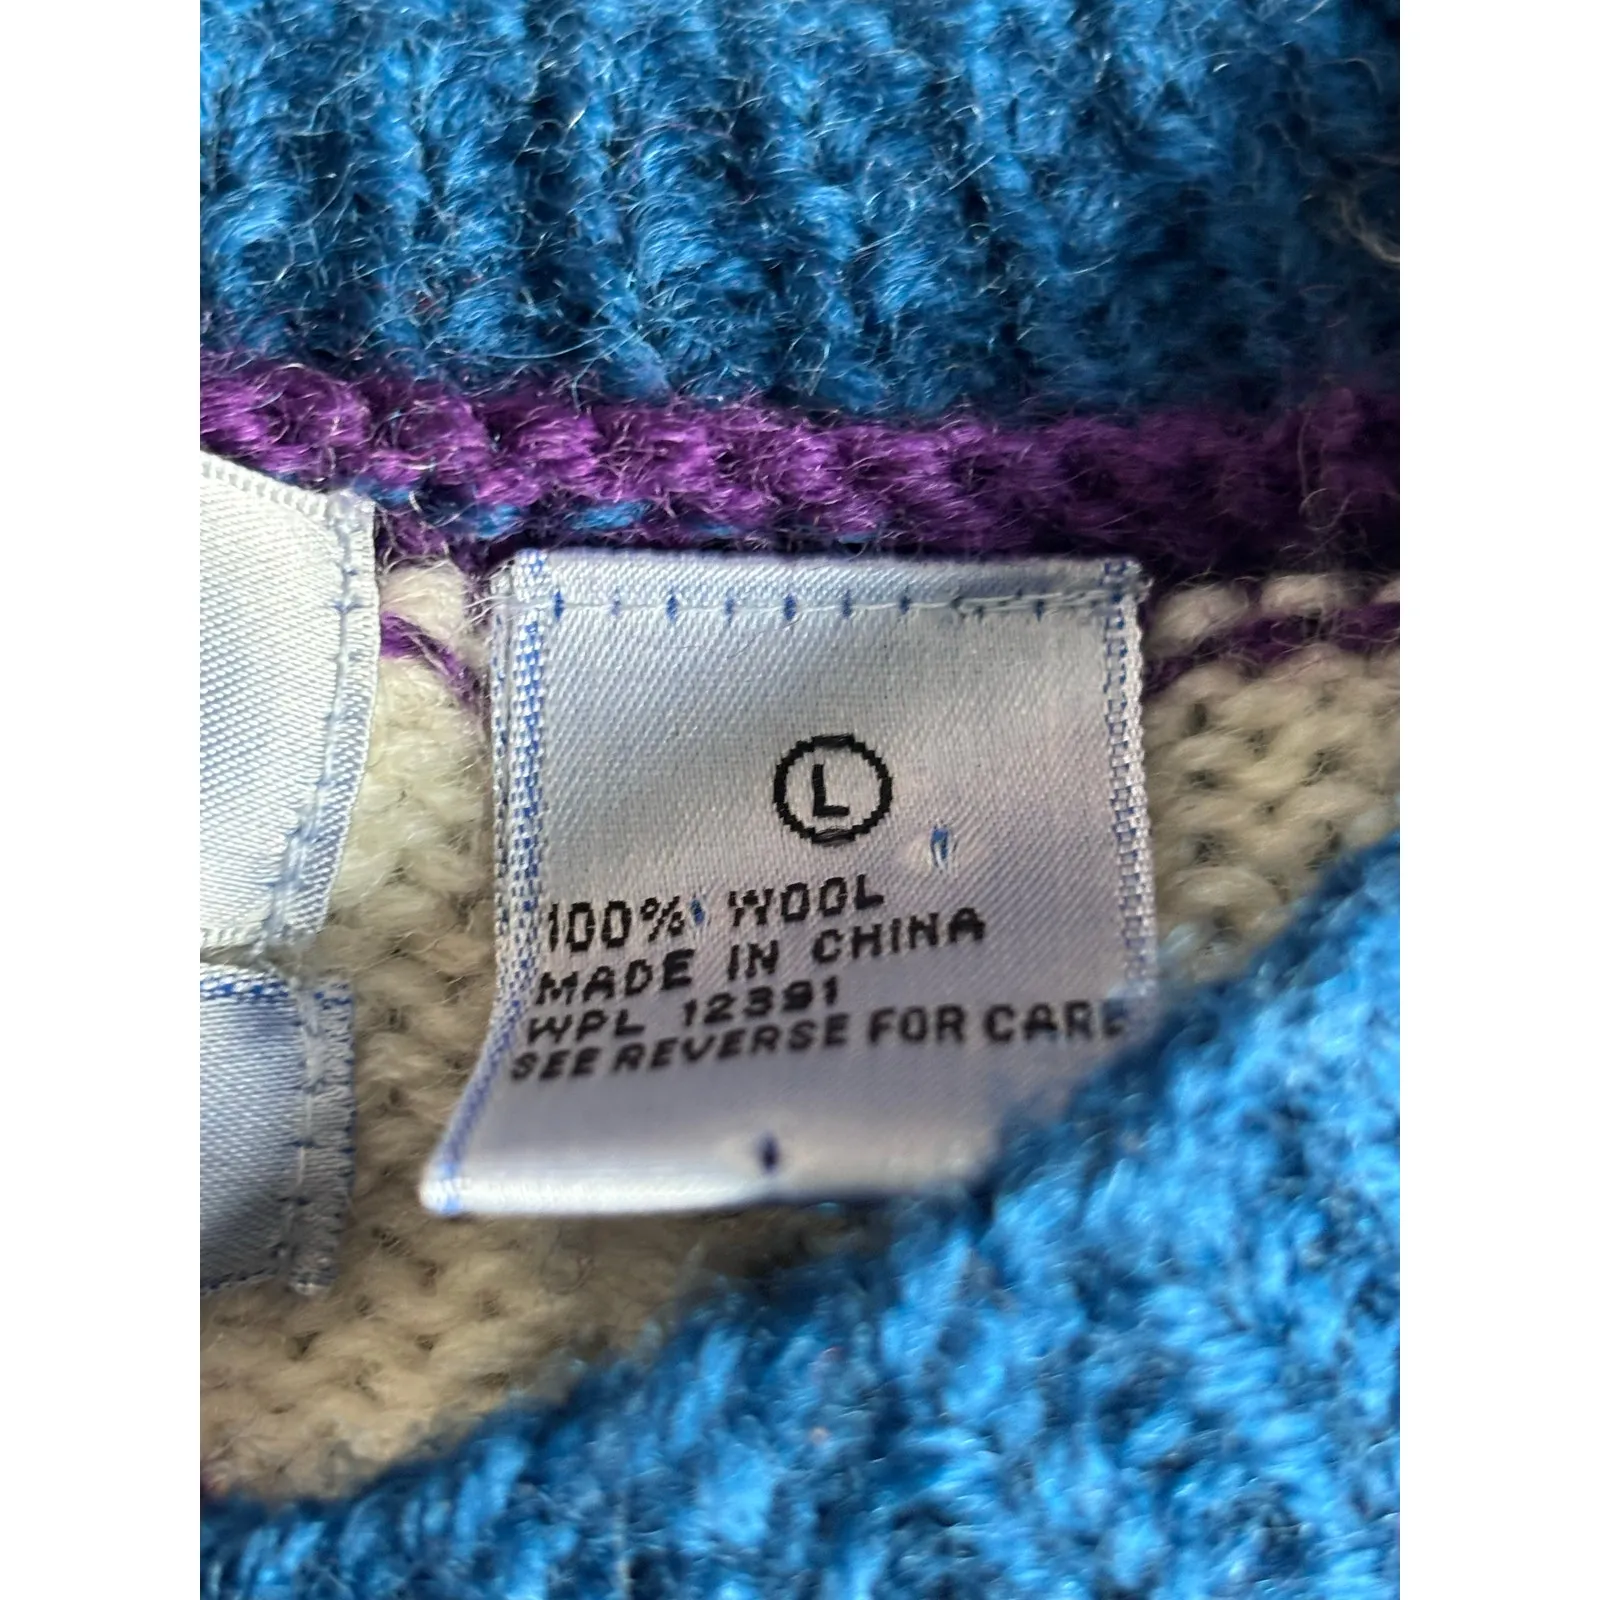 L
100% WOOL
MADE IN CHINA
WPL 12391
SEE REVERSE FOR CARE